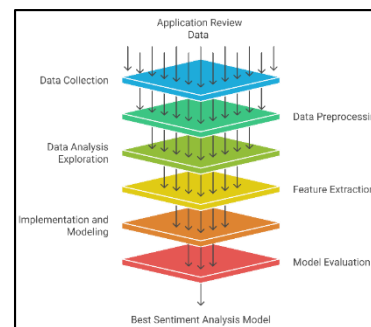 Application Review
Data
Data Collection
Data Preprocessin
Data Analysis
Exploration
Feature Extraction
Implementation and
Modeling
Model Evaluation
Best Sentiment Analysis Model